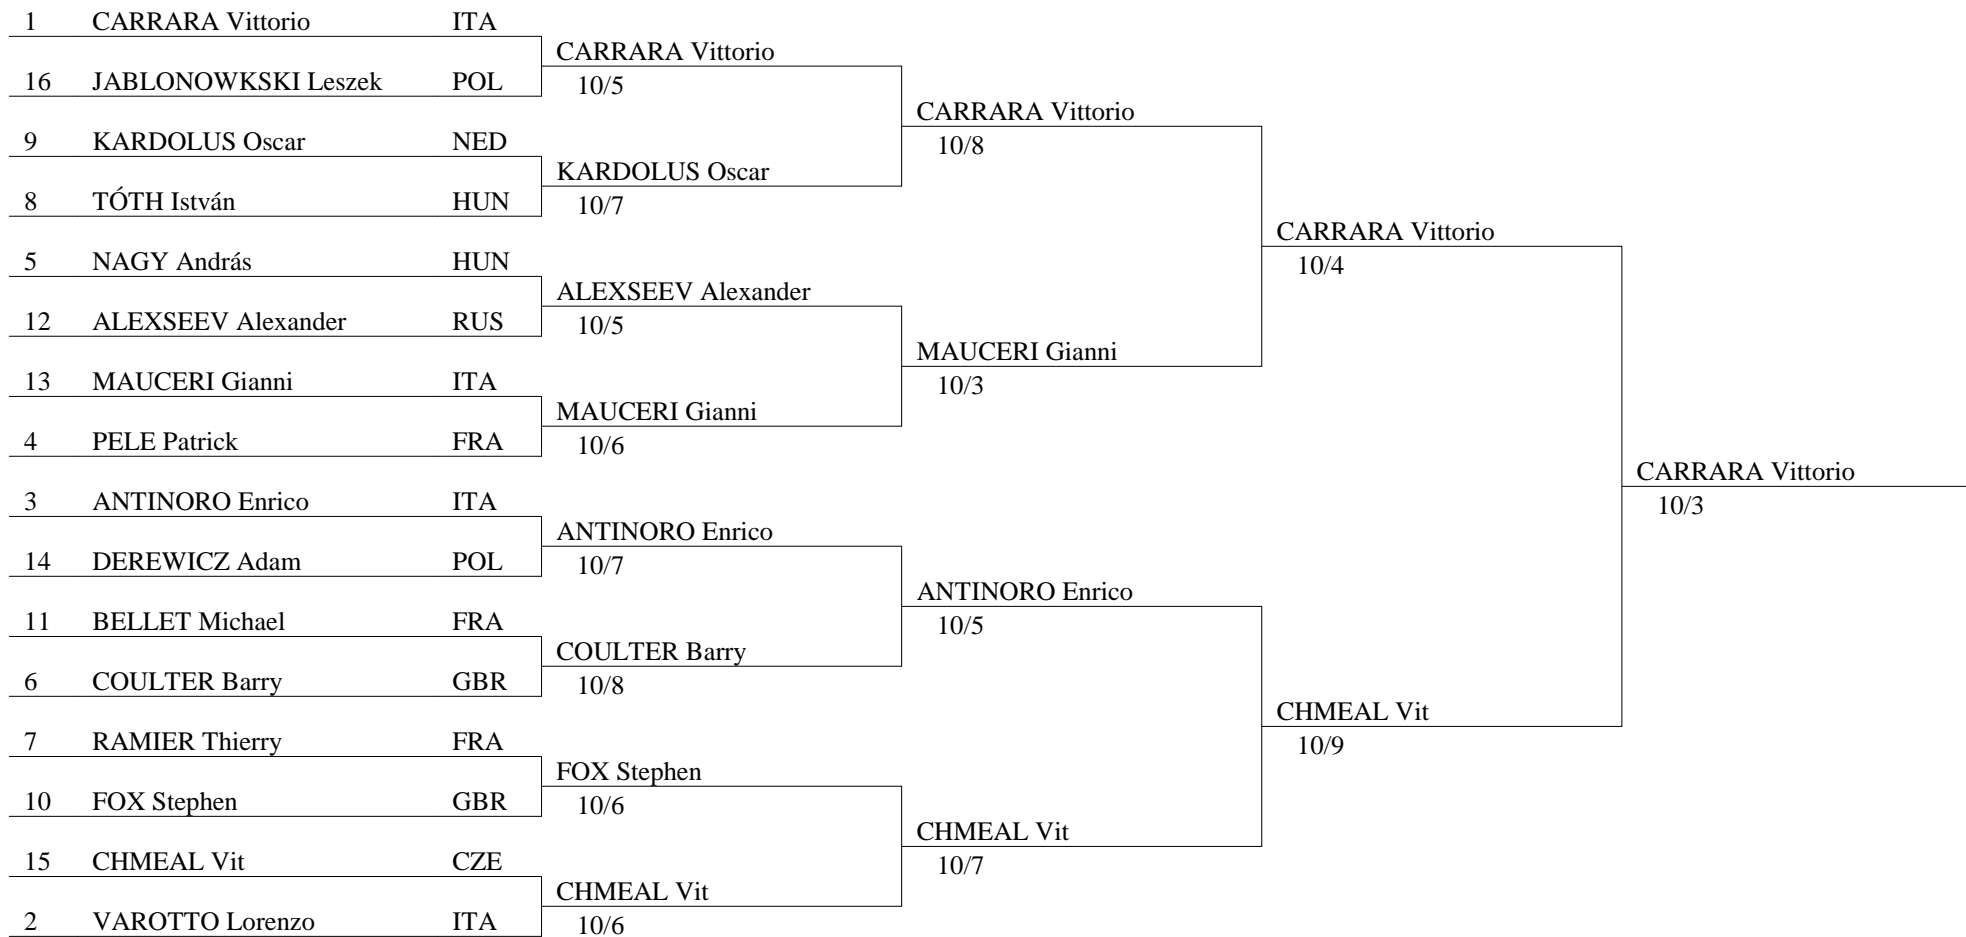 1 CARRARA Vittorio ITA
CARRARA Vittorio
16 JABLONOWKSKI Leszek POL
10/5
CARRARA Vittorio
9 KARDOLUS Oscar NED
10/8
KARDOLUS Oscar
8 TÓTH István HUN
10/7
CARRARA Vittorio
5 NAGY András HUN
10/4
ALEXSEEV Alexander
12 ALEXSEEV Alexander RUS
10/5
MAUCERI Gianni
13 MAUCERI Gianni ITA
10/3
MAUCERI Gianni
4 PELE Patrick FRA
10/6
CARRARA Vittorio
3 ANTINORO Enrico ITA
10/3
ANTINORO Enrico
14 DEREWICZ Adam POL
10/7
ANTINORO Enrico
11 BELLET Michael FRA
10/5
COULTER Barry
6 COULTER Barry GBR
10/8
CHMEAL Vit
7 RAMIER Thierry FRA
10/9
FOX Stephen
10 FOX Stephen GBR
10/6
CHMEAL Vit
15 CHMEAL Vit CZE
10/7
CHMEAL Vit
2 VAROTTO Lorenzo ITA
10/6